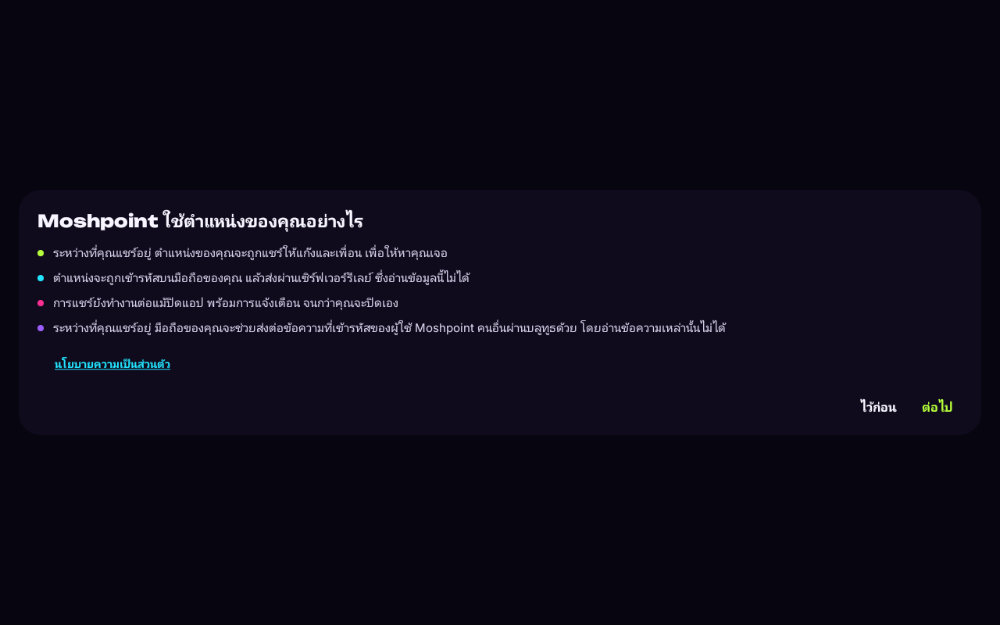 Moshpoint ใช้ตำแหน่งของคุณอย่างไร
ระหว่างที่คุณแชร์อยู่ ตำแหน่งของคุณจะถูกแชร์ให้แก๊งและเพื่อน เพื่อให้หาคุณเจอ
ตำแหน่งจะถูกเข้ารหัสบนมือถือของคุณ แล้วส่งผ่านเซิร์ฟเวอร์รีเลย์ ซึ่งอ่านข้อมูลนี้ไม่ได้
การแชร์ยังทำงานต่อแม้ปิดแอป พร้อมการแจ้งเตือน จนกว่าคุณจะปิดเอง
ระหว่างที่คุณแชร์อยู่ มือถือของคุณจะช่วยส่งต่อข้อความที่เข้ารหัสของผู้ใช้ Moshpoint คนอื่นผ่านบลูทูธด้วย โดยอ่านข้อความเหล่านั้นไม่ได้
นโยบายความเป็นส่วนตัว
ไว้ก่อน
ต่อไป